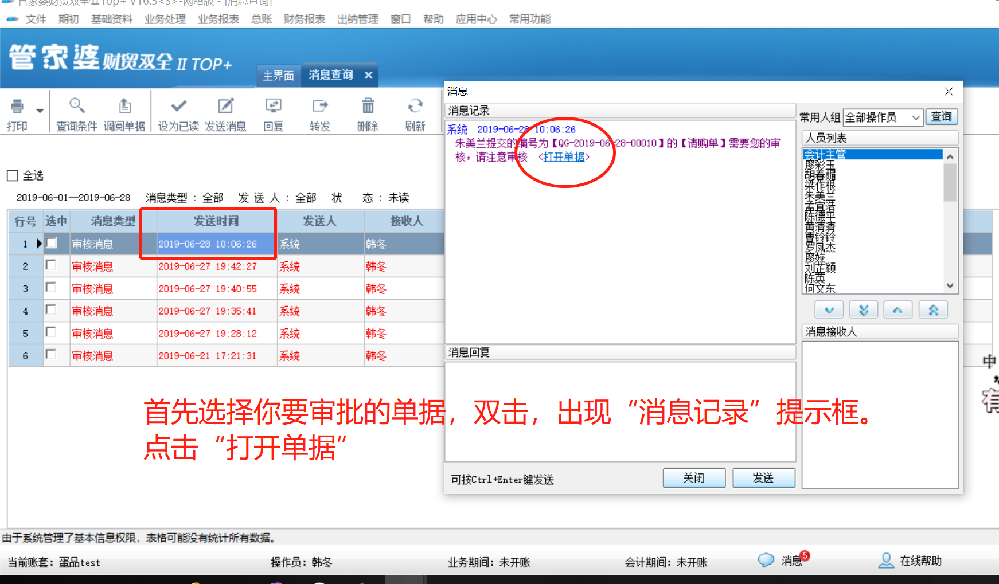 管家婆财贸双全IITop+ V16.5<S>-网络版 - [消息查询]
文件 期初 基础资料 业务处理 业务报表 总账 财务报表 出纳管理 窗口 帮助 应用中心 常用功能
管家婆财贸双全 II TOP+
主界面 消息查询 ×
打印 查询条件 调阅单据 设为已读 发送消息 回复 转发 删除 刷新
全选
2019-06-01—2019-06-28 消息类型 : 全部 发 送 人 : 全部 状 态 : 未读
行号 选中 消息类型 发送时间 发送人 接收人
1 审核消息 2019-06-28 10:06:26 系统 韩冬
2 审核消息 2019-06-27 19:42:27 系统 韩冬
3 审核消息 2019-06-27 19:40:55 系统 韩冬
4 审核消息 2019-06-27 19:35:41 系统 韩冬
5 审核消息 2019-06-27 19:28:12 系统 韩冬
6 审核消息 2019-06-21 17:21:31 系统 韩冬
消息
消息记录
系统 2019-06-28 10:06:26
朱美兰提交的编号为【QG-2019-06-28-00010】的【请购单】需要您的审
核，请注意审核 <打开单据>
常用人组 全部操作员 查询
人员列表
会计主管
廖彩玉
胡春媚
梁作根
朱美兰
孟宜洁
陈德平
黄清清
曹铃铃
罗凤杰
廖姣
刘芷颖
陈英
何文东
消息接收人
消息回复
首先选择你要审批的单据，双击，出现“消息记录”提示框。
点击“打开单据”
可按Ctrl+Enter键发送 关闭 发送
中
有
由于系统管理了基本信息权限，表格可能没有统计所有数据。
当前账套：蛋品test 操作员：韩冬 业务期间：未开账 会计期间：未开账 消息 5 在线帮助